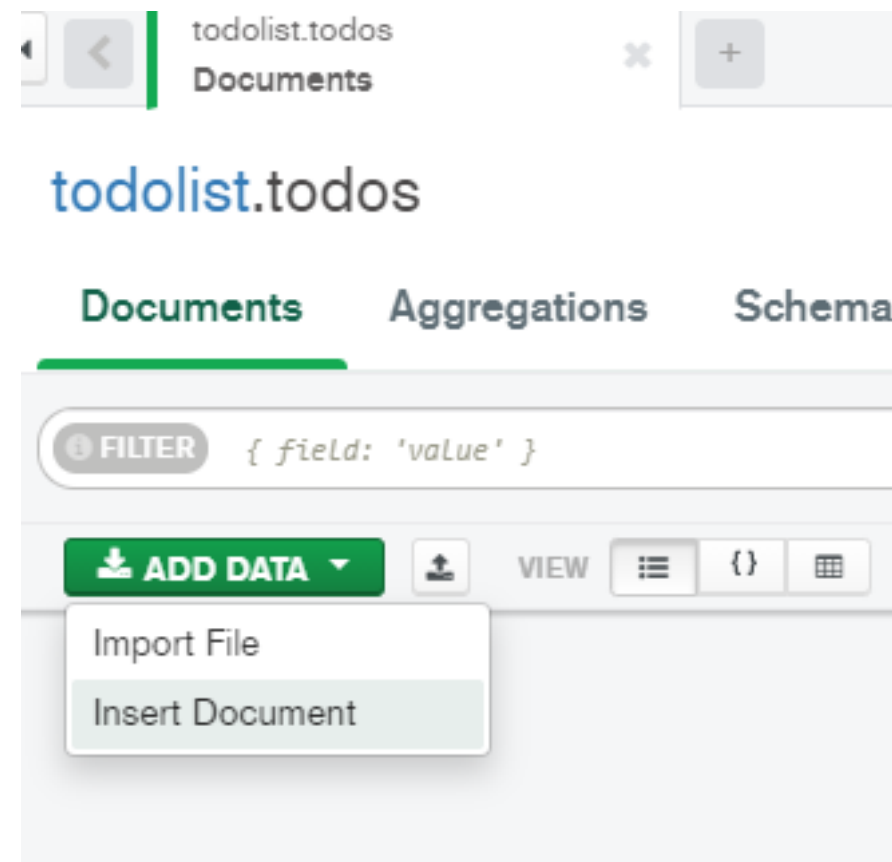 todolist.todos
Documents
+
todolist.todos
Documents Aggregations Schema
FILTER { field: 'value' }
ADD DATA VIEW {}
Import File
Insert Document